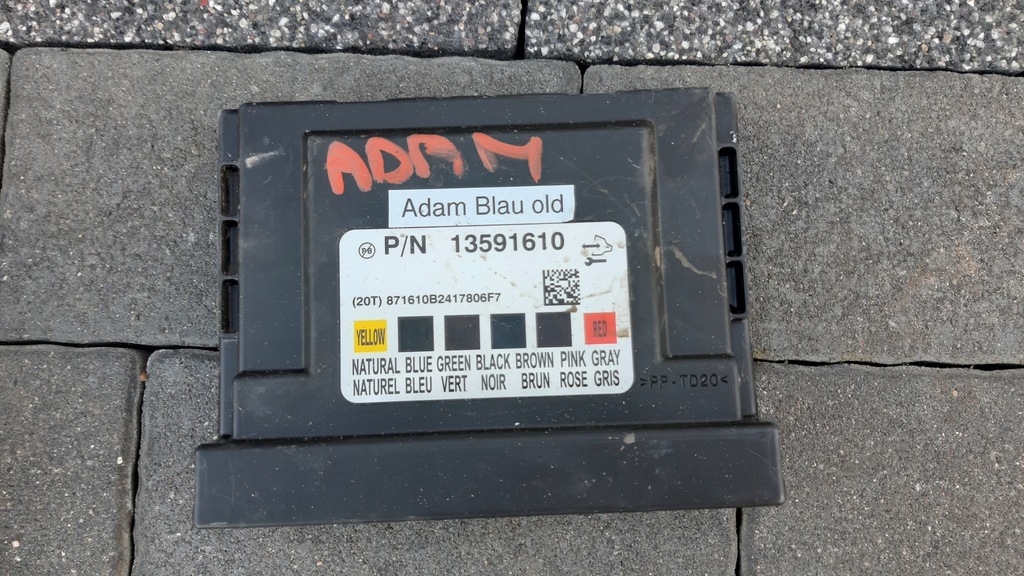 ADAM
Adam Blau old
P/N 13591610
(20T) 871610B2417806F7
YELLOW RED
NATURAL BLUE GREEN BLACK BROWN PINK GRAY
NATUREL BLEU VERT NOIR BRUN ROSE GRIS
>PP-TD20<